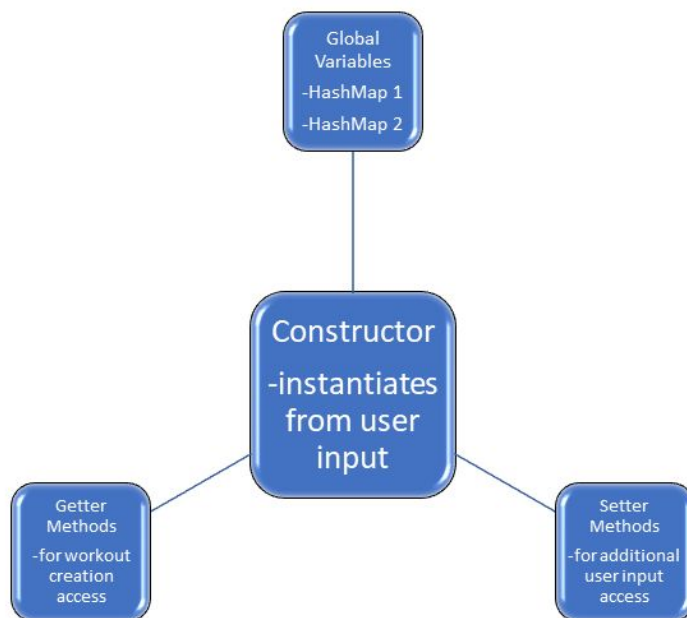 Global
Variables
-HashMap 1
-HashMap 2
Constructor
-instantiates
from user
input
Getter
Methods
-for workout
creation
access
Setter
Methods
-for additional
user input
access